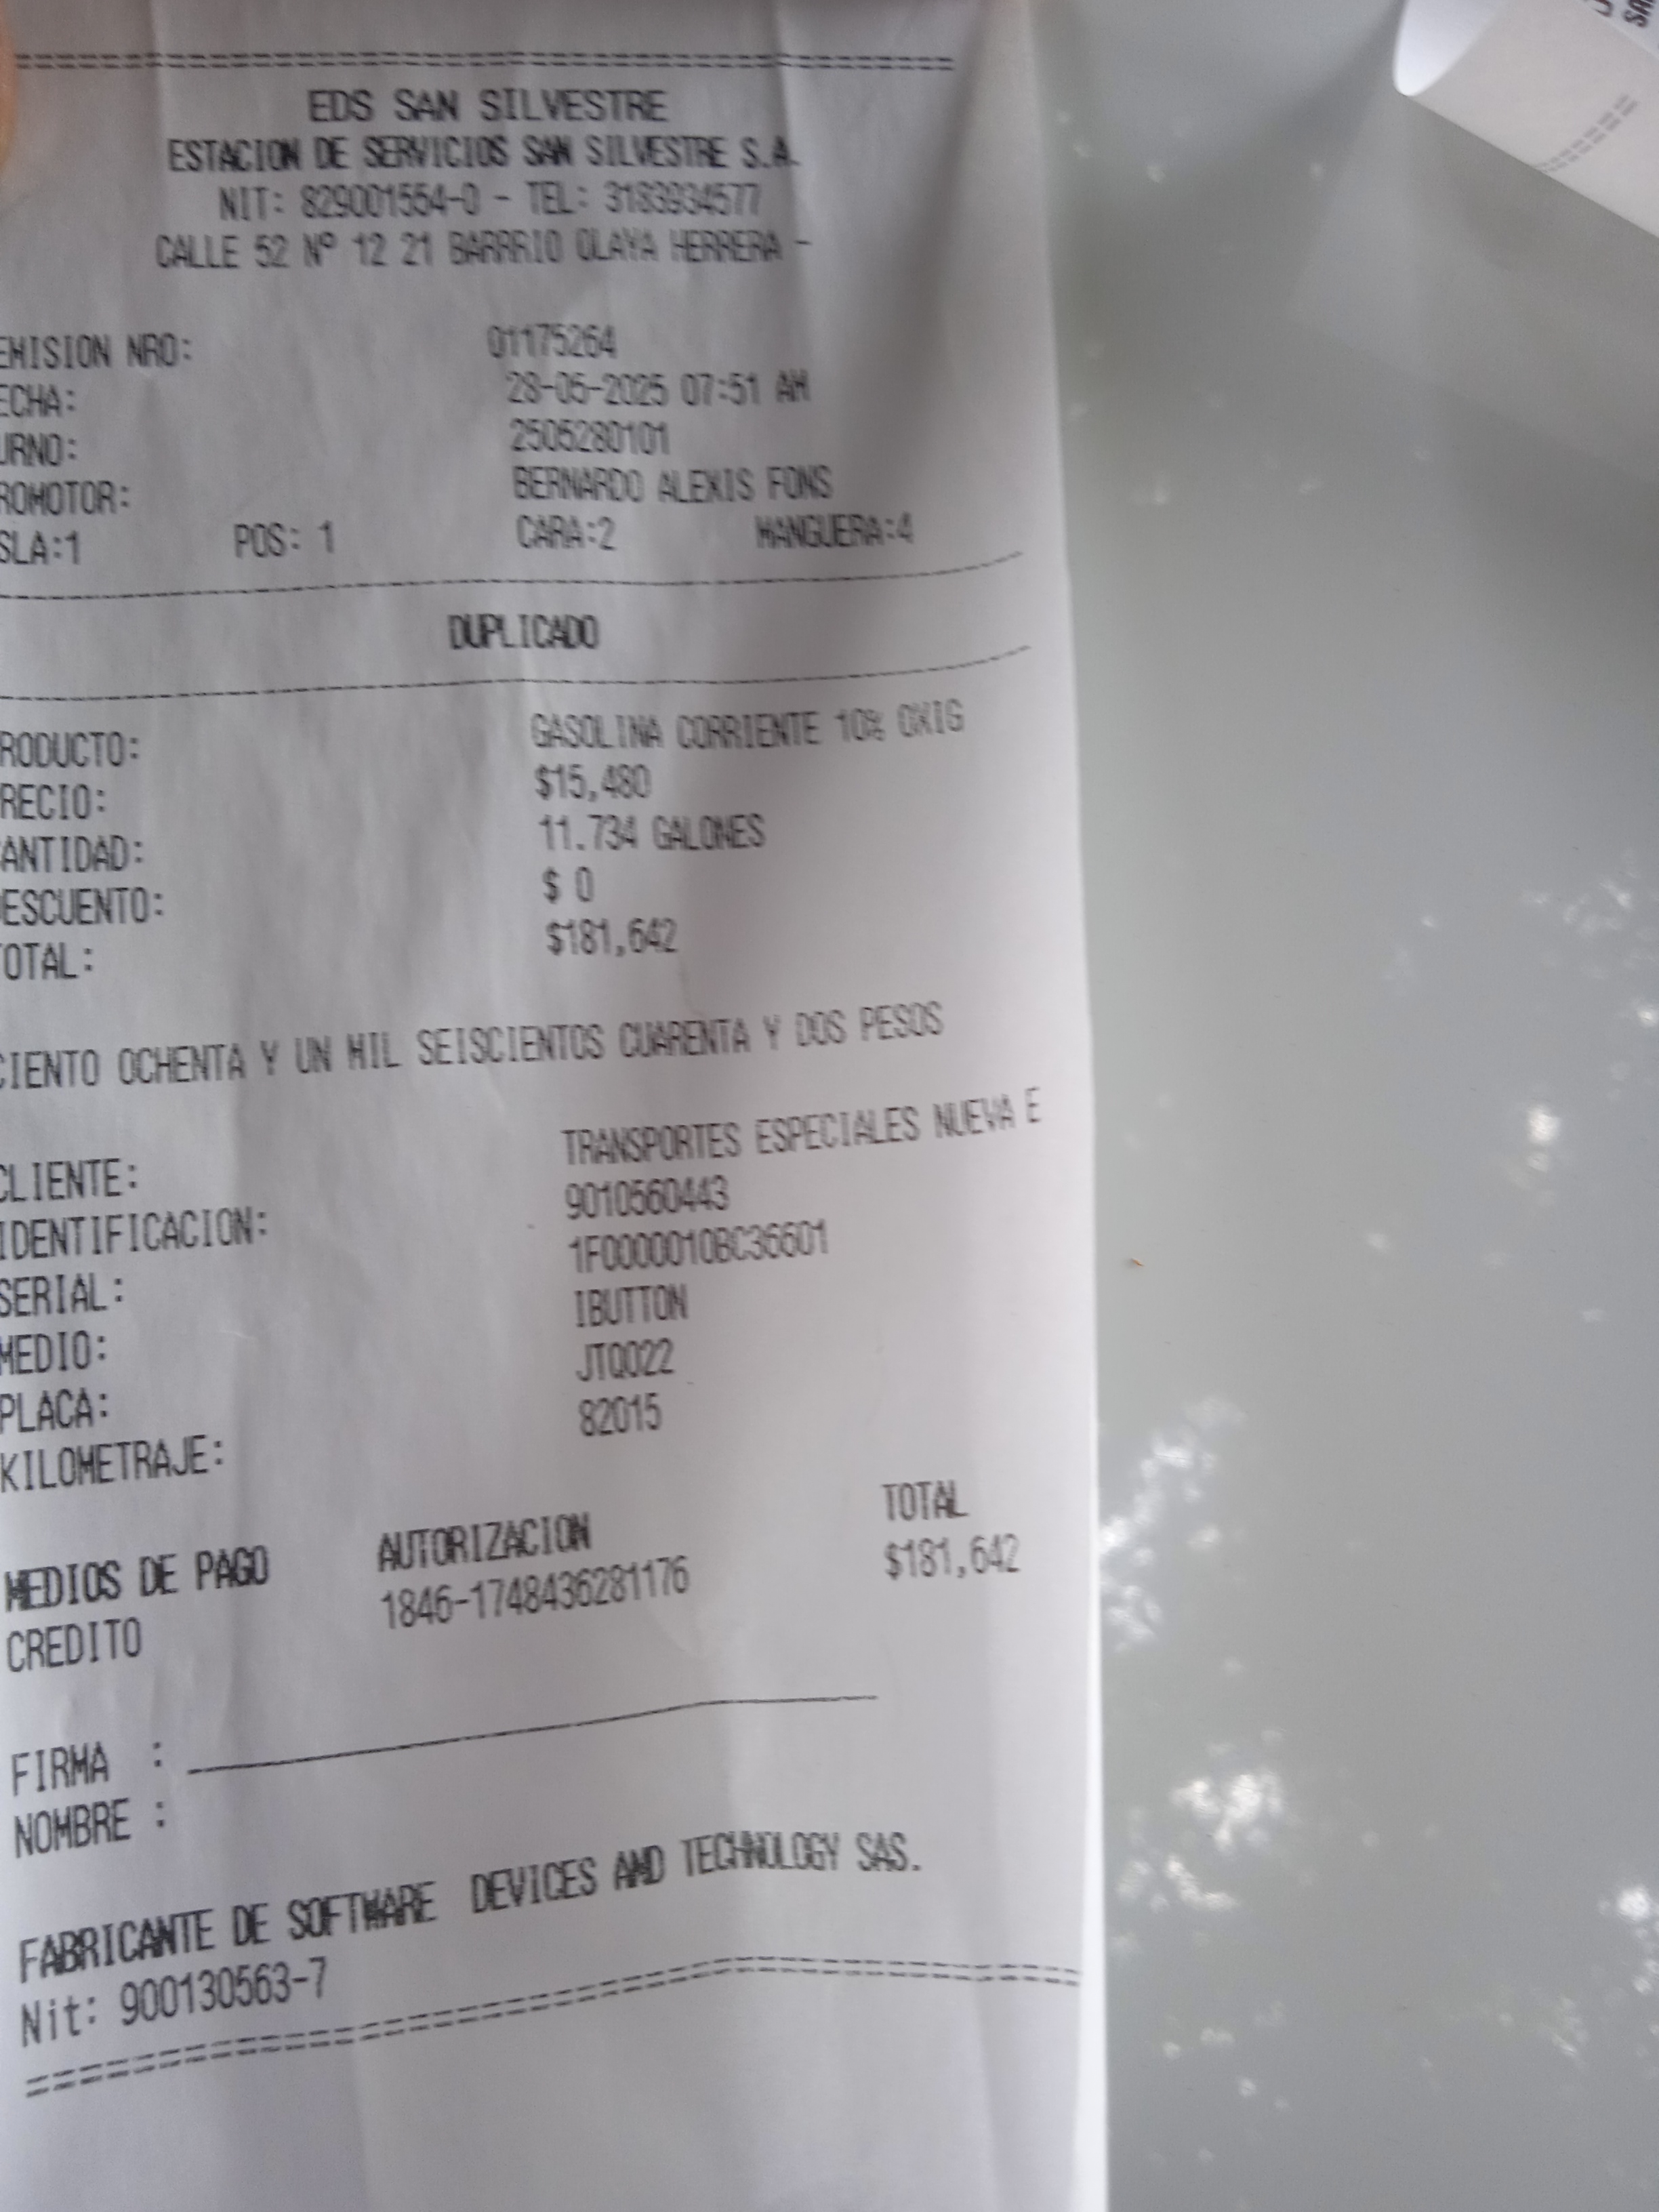 EDS SAN SILVESTRE
ESTACION DE SERVICIOS SAN SILVESTRE S.A.
NIT: 829001554-0 - TEL: 3183934577
CALLE 52 Nº 12 21 BARRRIO OLAYA HERRERA -
EMISION NRO: 01175264
ECHA: 28-05-2025 07:51 AM
URNO: 2505280101
ROMOTOR: BERNARDO ALEXIS FONS
SLA:1 POS: 1 CARA:2 MANGUERA:4
DUPLICADO
RODUCTO: GASOLINA CORRIENTE 10% OXIG
RECIO: $15,480
ANTIDAD: 11.734 GALONES
ESCUENTO: $ 0
OTAL: $181,642
CIENTO OCHENTA Y UN MIL SEISCIENTOS CUARENTA Y DOS PESOS
CLIENTE: TRANSPORTES ESPECIALES NUEVA E
IDENTIFICACION: 9010560443
SERIAL: 1F0000010BC36601
MEDIO: IBUTTON
PLACA: JTQ022
KILOMETRAJE: 82015
MEDIOS DE PAGO AUTORIZACION TOTAL
CREDITO 1846-1748436281176 $181,642
FIRMA :
NOMBRE :
FABRICANTE DE SOFTWARE DEVICES AND TECHNOLOGY SAS.
Nit: 900130563-7
SA